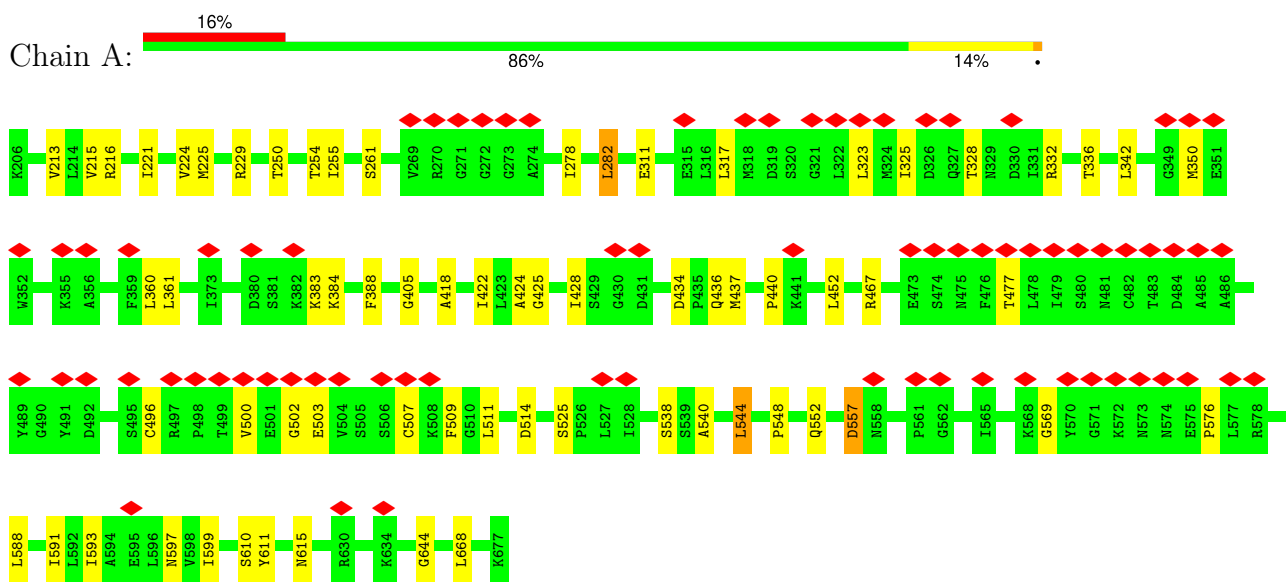 16%
Chain A:
86% 14% •
K206 V213 L214 V215 R216 I221 V224 M225 R229 T250 T254 I255 S261 V269 R270 G271 G272 G273 A274 I278 L282 E311 E315 L316 L317 M318 D319 S320 G321 L322 L323 M324 I325 D326 Q327 T328 N329 D330 I331 R332 T336 L342 G349 M350 E351
W352 K355 A356 F359 L360 L361 I373 D380 S381 K382 K383 K384 F388 G405 A418 I422 L423 A424 G425 I428 S429 G430 D431 D434 P435 Q436 M437 P440 K441 L452 R467 E473 S474 N475 F476 T477 L478 I479 S480 N481 C482 T483 D484 A485 A486
Y489 G490 Y491 D492 S495 C496 R497 P498 T499 V500 E501 G502 E503 V504 S505 S506 C507 K508 F509 G510 L511 D514 S525 P526 L527 I528 S538 S539 A540 L544 P548 Q552 D557 N558 P561 G562 I565 K568 G569 Y570 G571 K572 N573 N574 E575 P576 L577 R578
L588 I591 L592 I593 A594 E595 L596 N597 V598 I599 S610 Y611 N615 R630 K634 G644 L668 K677